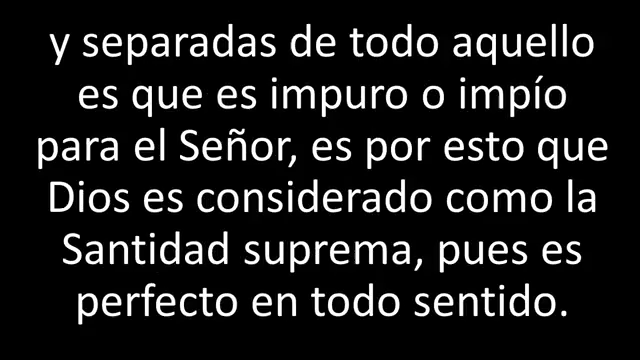 y separadas de todo aquello
es que es impuro o impío
para el Señor, es por esto que
Dios es considerado como la
Santidad suprema, pues es
perfecto en todo sentido.